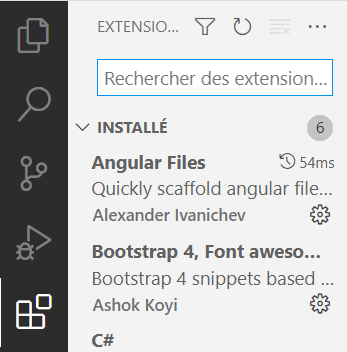 EXTENSIO...
Rechercher des extension...
INSTALLÉ 6
Angular Files 54ms
Quickly scaffold angular file...
Alexander Ivanichev
Bootstrap 4, Font aweso...
Bootstrap 4 snippets based ...
Ashok Koyi
C#